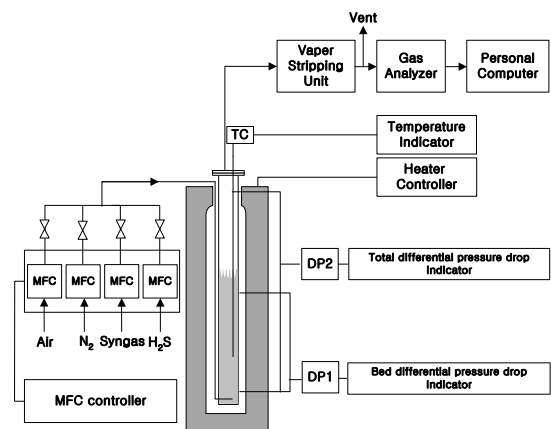 Vent
Vaper
Stripping
Unit
Gas
Analyzer
Personal
Computer
TC
Temperature
Indicator
Heater
Controller
MFC
MFC
MFC
MFC
Air
N₂
Syngas
H₂S
DP2
Total differential pressure drop
Indicator
DP1
Bed differential pressure drop
Indicator
MFC controller